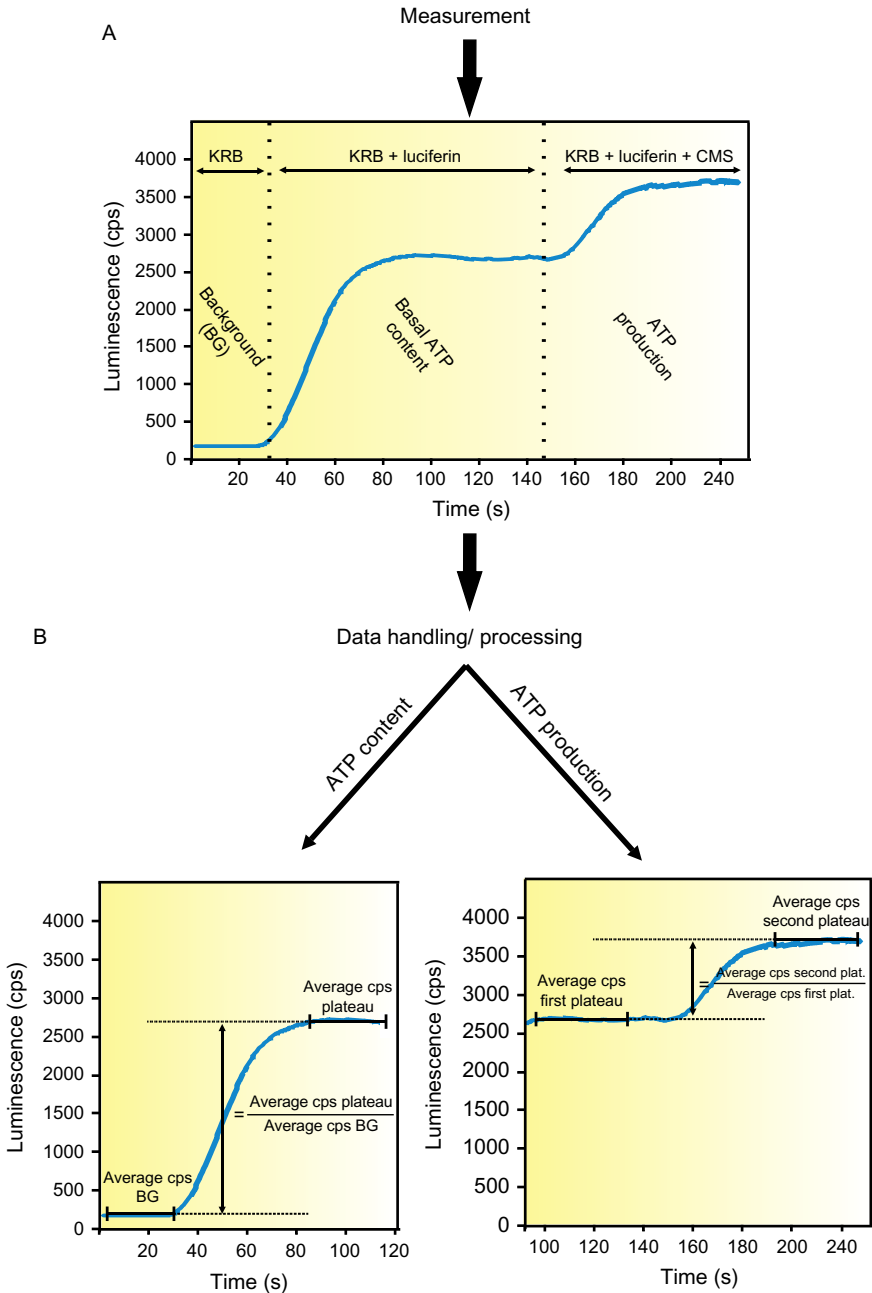 A
Measurement
KRB
KRB + luciferin
KRB + luciferin + CMS
4000
3500
3000
2500
2000
1500
1000
500
0
Luminescence (cps)
Background
(BG)
Basal ATP
content
ATP
production
20
40
60
80
100
120
140
160
180
200
220
240
Time (s)
B
Data handling/ processing
ATP content
ATP production
4000
3500
3000
2500
2000
1500
1000
500
0
Luminescence (cps)
Average cps
plateau
= Average cps plateau
Average cps BG
Average cps
BG
20
40
60
80
100
120
Time (s)
4000
3500
3000
2500
2000
1500
1000
500
0
Luminescence (cps)
Average cps
second plateau
Average cps
first plateau
= Average cps second plat.
Average cps first plat.
100
120
140
160
180
200
220
240
Time (s)